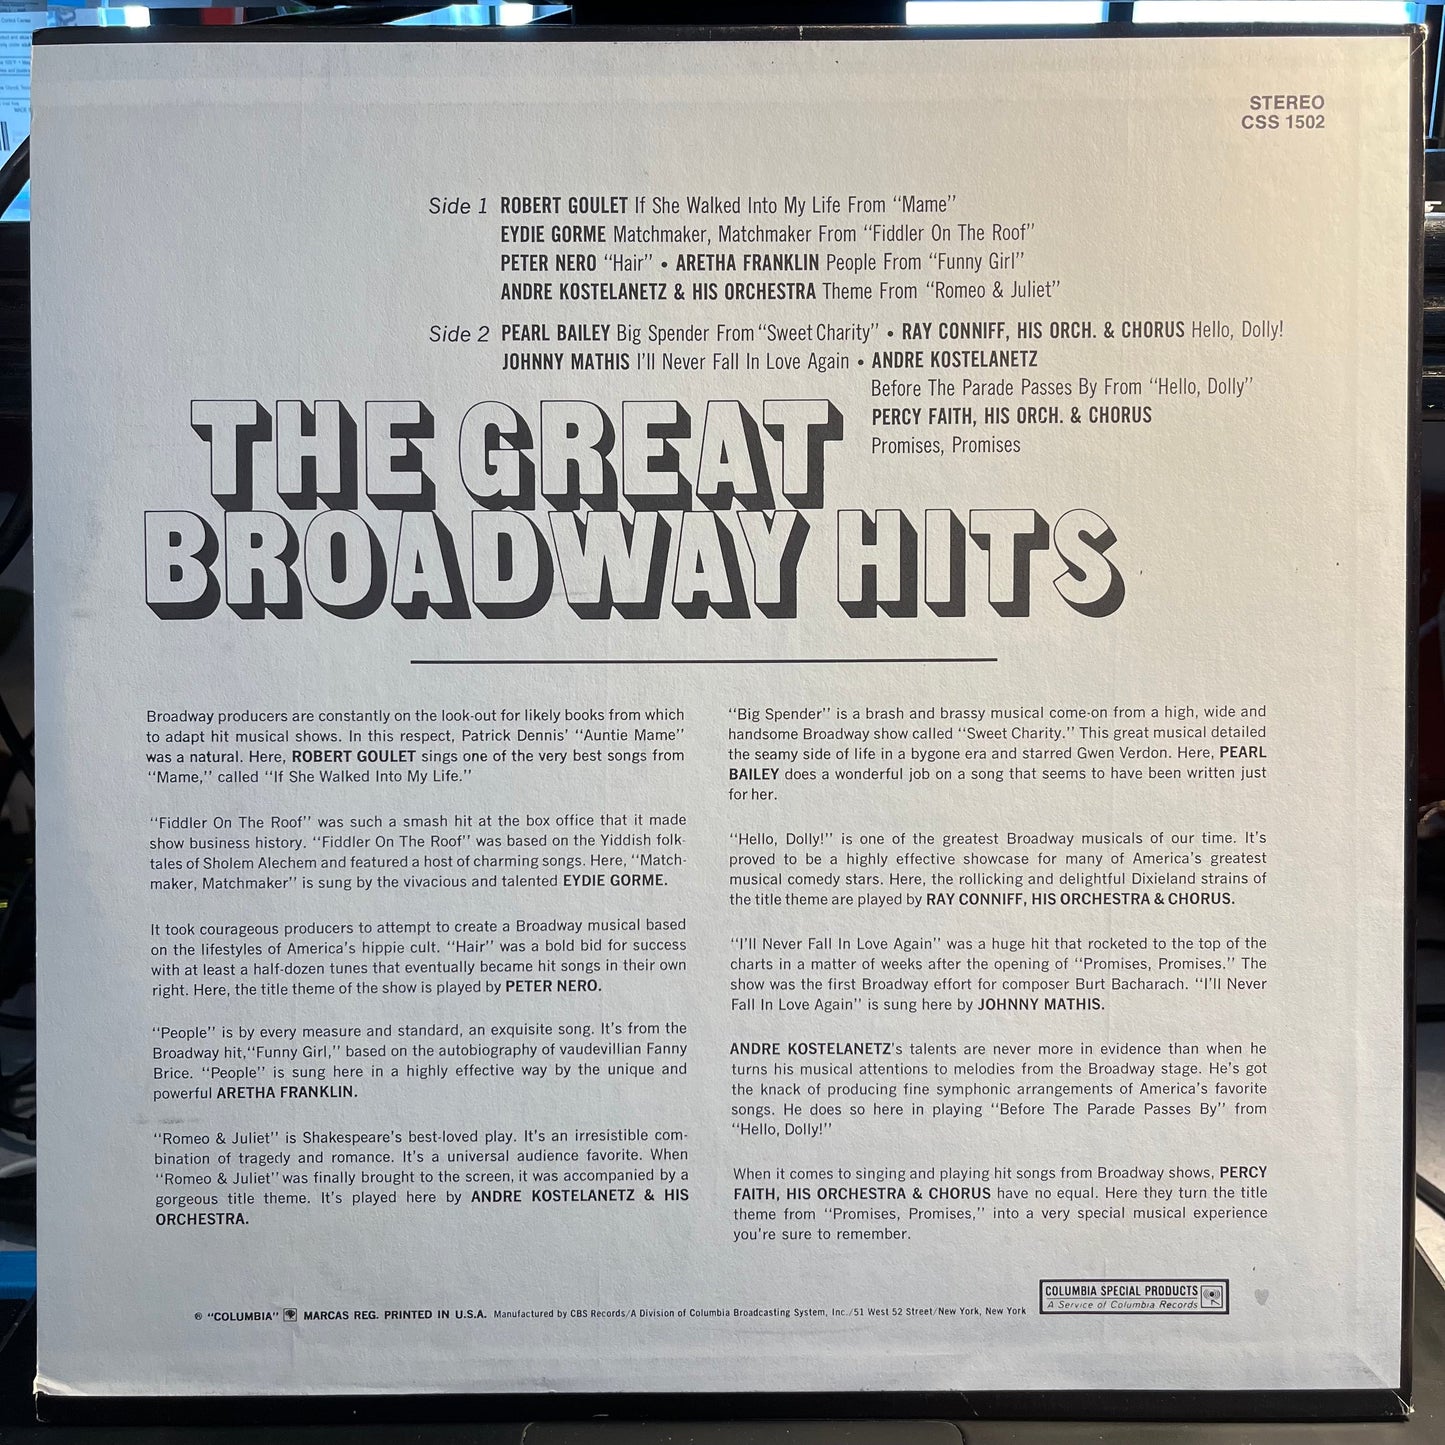 STEREO
CSS 1502
Side 1 ROBERT GOULET If She Walked Into My Life From “Mame”
EYDIE GORME Matchmaker, Matchmaker From “Fiddler On The Roof”
PETER NERO “Hair” • ARETHA FRANKLIN People From “Funny Girl”
ANDRE KOSTELANETZ & HIS ORCHESTRA Theme From “Romeo & Juliet”
Side 2 PEARL BAILEY Big Spender From “Sweet Charity” • RAY CONNIFF, HIS ORCH. & CHORUS Hello, Dolly!
JOHNNY MATHIS I’ll Never Fall In Love Again • ANDRE KOSTELANETZ
Before The Parade Passes By From “Hello, Dolly”
PERCY FAITH, HIS ORCH. & CHORUS
Promises, Promises
THE GREAT
BROADWAY HITS
Broadway producers are constantly on the look-out for likely books from which
to adapt hit musical shows. In this respect, Patrick Dennis’ “Auntie Mame”
was a natural. Here, ROBERT GOULET sings one of the very best songs from
“Mame,” called “If She Walked Into My Life.”
“Fiddler On The Roof” was such a smash hit at the box office that it made
show business history. “Fiddler On The Roof” was based on the Yiddish folk-
tales of Sholem Alechem and featured a host of charming songs. Here, “Match-
maker, Matchmaker” is sung by the vivacious and talented EYDIE GORME.
It took courageous producers to attempt to create a Broadway musical based
on the lifestyles of America’s hippie cult. “Hair” was a bold bid for success
with at least a half-dozen tunes that eventually became hit songs in their own
right. Here, the title theme of the show is played by PETER NERO.
“People” is by every measure and standard, an exquisite song. It’s from the
Broadway hit,“Funny Girl,” based on the autobiography of vaudevillian Fanny
Brice. “People” is sung here in a highly effective way by the unique and
powerful ARETHA FRANKLIN.
“Romeo & Juliet” is Shakespeare’s best-loved play. It’s an irresistible com-
bination of tragedy and romance. It’s a universal audience favorite. When
“Romeo & Juliet” was finally brought to the screen, it was accompanied by a
gorgeous title theme. It’s played here by ANDRE KOSTELANETZ & HIS
ORCHESTRA.
“Big Spender” is a brash and brassy musical come-on from a high, wide and
handsome Broadway show called “Sweet Charity.” This great musical detailed
the seamy side of life in a bygone era and starred Gwen Verdon. Here, PEARL
BAILEY does a wonderful job on a song that seems to have been written just
for her.
“Hello, Dolly!” is one of the greatest Broadway musicals of our time. It’s
proved to be a highly effective showcase for many of America’s greatest
musical comedy stars. Here, the rollicking and delightful Dixieland strains of
the title theme are played by RAY CONNIFF, HIS ORCHESTRA & CHORUS.
“I’ll Never Fall In Love Again” was a huge hit that rocketed to the top of the
charts in a matter of weeks after the opening of “Promises, Promises.” The
show was the first Broadway effort for composer Burt Bacharach. “I’ll Never
Fall In Love Again” is sung here by JOHNNY MATHIS.
ANDRE KOSTELANETZ’s talents are never more in evidence than when he
turns his musical attentions to melodies from the Broadway stage. He’s got
the knack of producing fine symphonic arrangements of America’s favorite
songs. He does so here in playing “Before The Parade Passes By” from
“Hello, Dolly!”
When it comes to singing and playing hit songs from Broadway shows, PERCY
FAITH, HIS ORCHESTRA & CHORUS have no equal. Here they turn the title
theme from “Promises, Promises,” into a very special musical experience
you’re sure to remember.
® “COLUMBIA” MARCAS REG. PRINTED IN U.S.A. Manufactured by CBS Records/A Division of Columbia Broadcasting System, Inc./51 West 52 Street/New York, New York
COLUMBIA SPECIAL PRODUCTS
A Service of Columbia Records